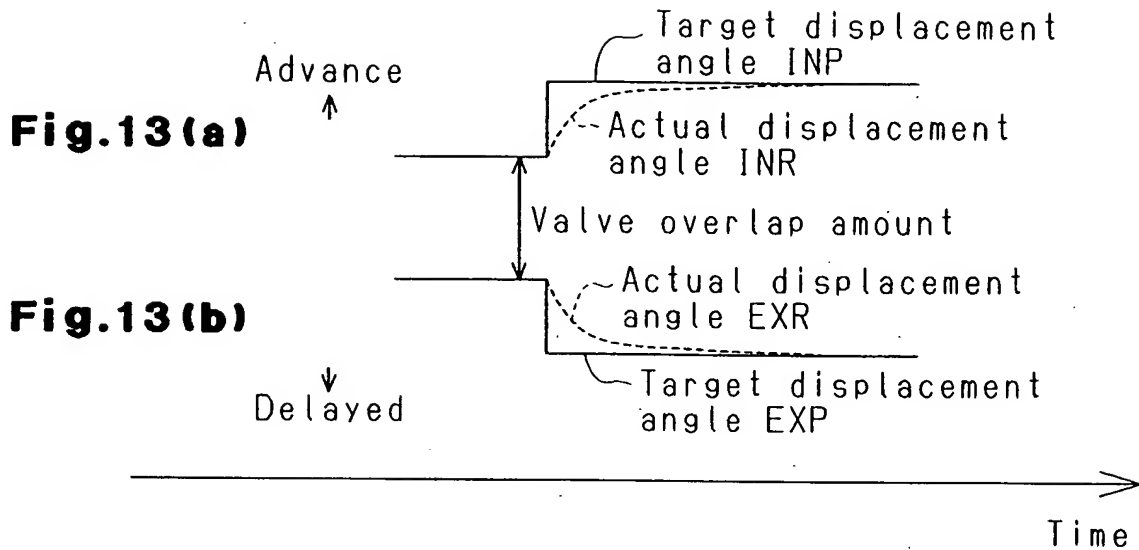 Target displacement
angle INP
Advance
↑
Fig.13(a)
Actual displacement
angle INR
Valve overlap amount
Actual displacement
angle EXR
Fig.13(b)
↓
Delayed
Target displacement
angle EXP
Time